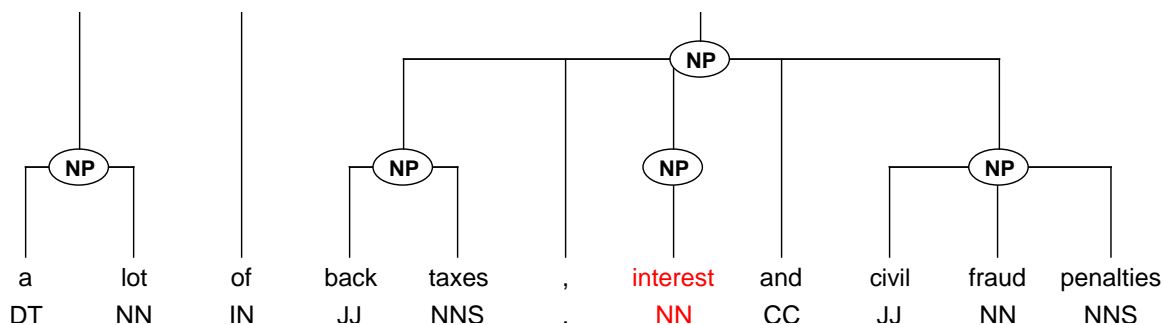 NP
NP NP NP NP
a lot of back taxes , interest and civil fraud penalties
DT NN IN JJ NNS , NN CC JJ NN NNS